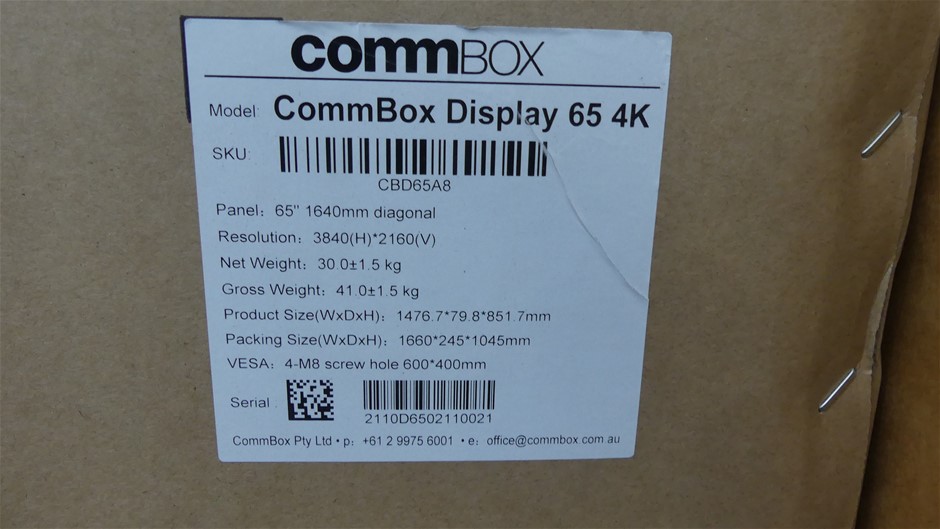 commBOX
Model: CommBox Display 65 4K
SKU:
CBD65A8
Panel: 65" 1640mm diagonal
Resolution: 3840(H)*2160(V)
Net Weight: 30.0±1.5 kg
Gross Weight: 41.0±1.5 kg
Product Size(WxDxH): 1476.7*79.8*851.7mm
Packing Size(WxDxH): 1660*245*1045mm
VESA: 4-M8 screw hole 600*400mm
Serial
2110D6502110021
CommBox Pty Ltd • p: +61 2 9975 6001 • e: office@commbox.com.au